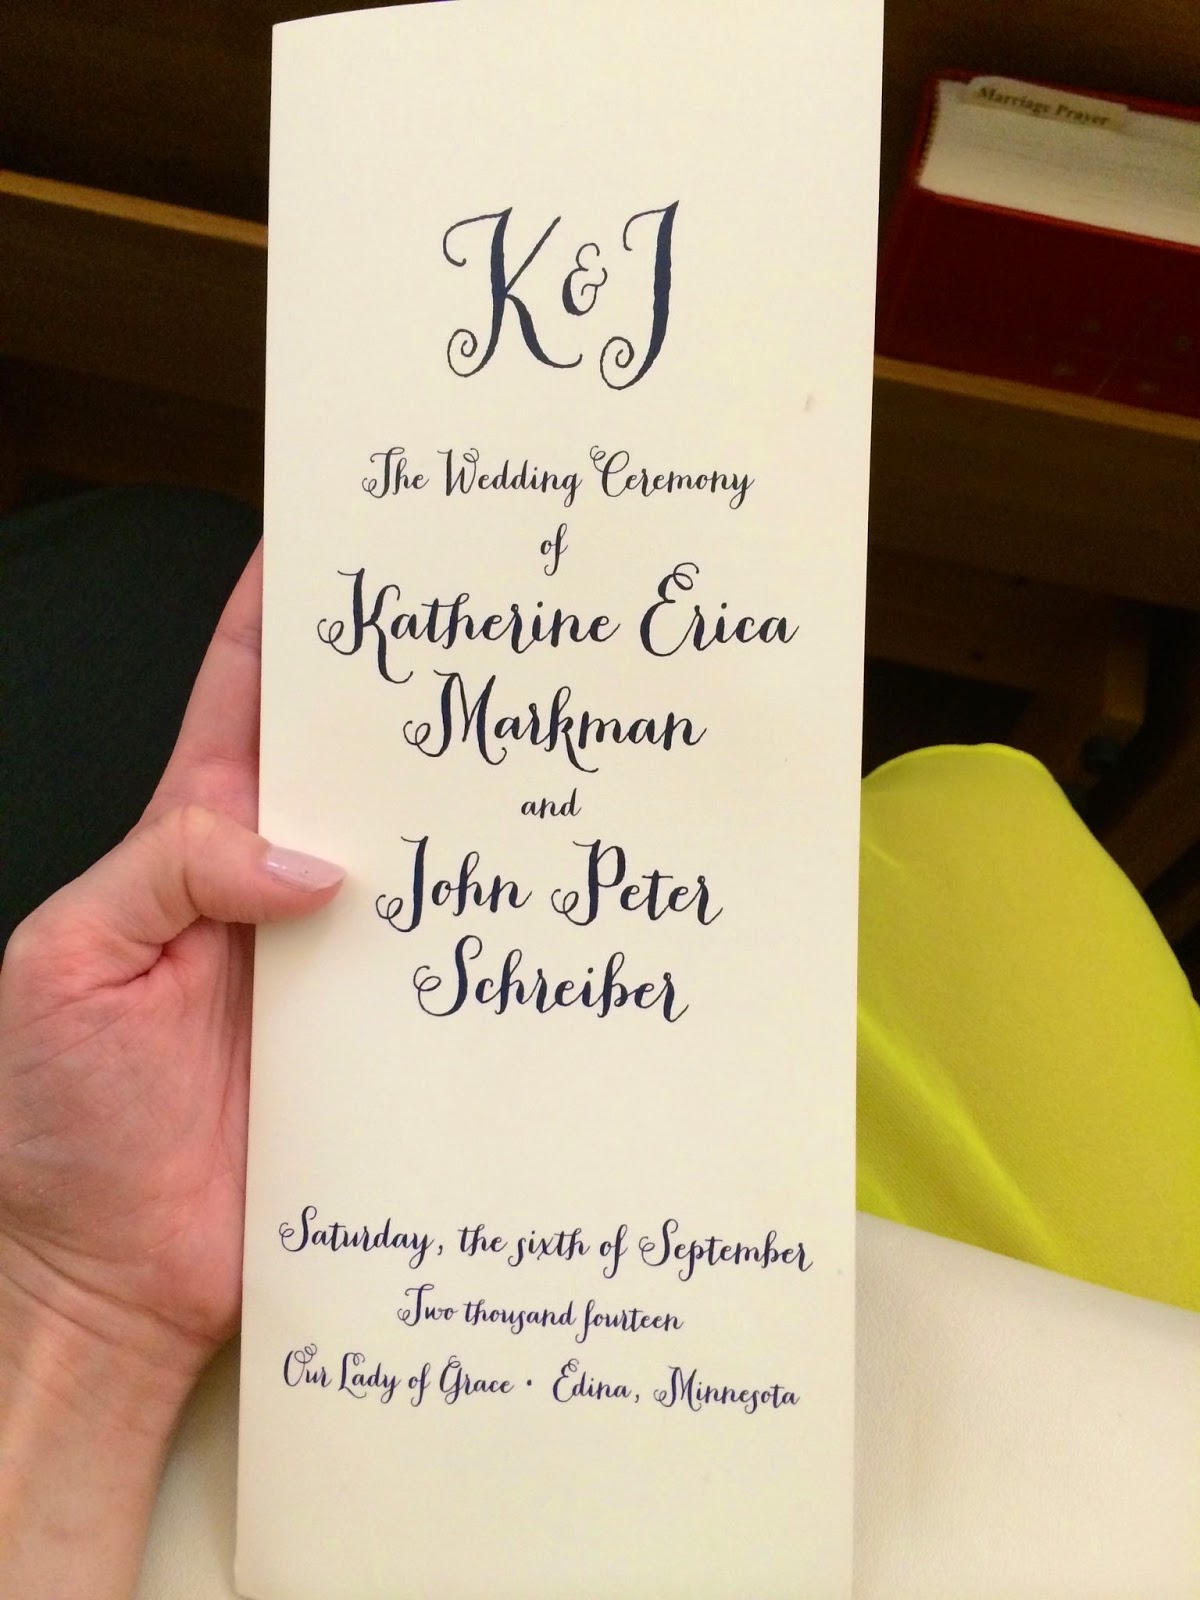 K & J
The Wedding Ceremony
of
Katherine Erica
Markman
and
John Peter
Schreiber
Saturday, the sixth of September
Two thousand fourteen
Our Lady of Grace · Edina, Minnesota
Marriage Prayer